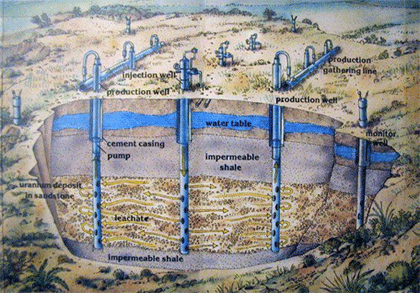 production
gathering line
injection well
production well
production well
water table
monitor
well
cement casing
pump
impermeable
shale
uranium deposit
in sandstone
leachate
impermeable shale